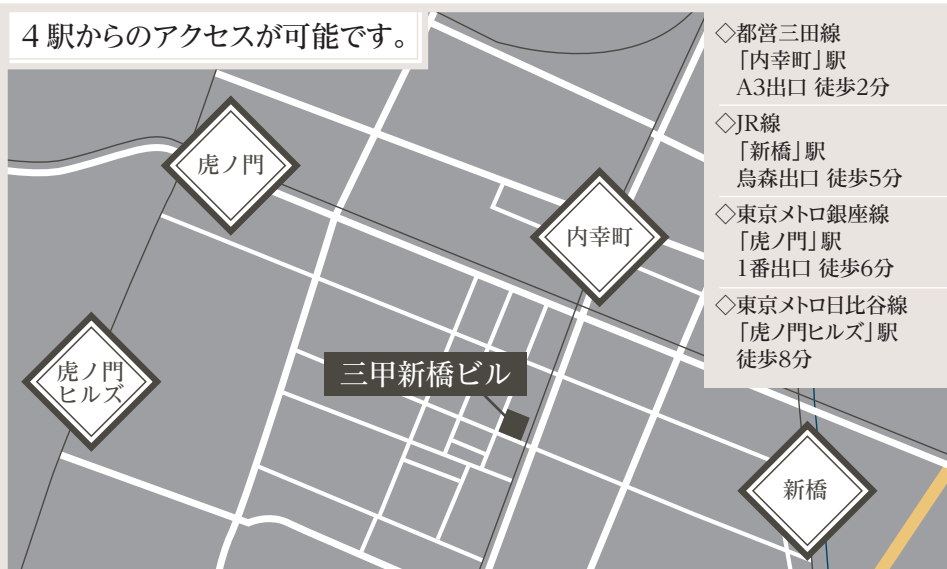 4駅からのアクセスが可能です。
◇都営三田線
「内幸町」駅
A3出口 徒歩2分
◇JR線
「新橋」駅
烏森出口 徒歩5分
◇東京メトロ銀座線
「虎ノ門」駅
1番出口 徒歩6分
◇東京メトロ日比谷線
「虎ノ門ヒルズ」駅
徒歩8分
虎ノ門
内幸町
虎ノ門
ヒルズ
三甲新橋ビル
新橋